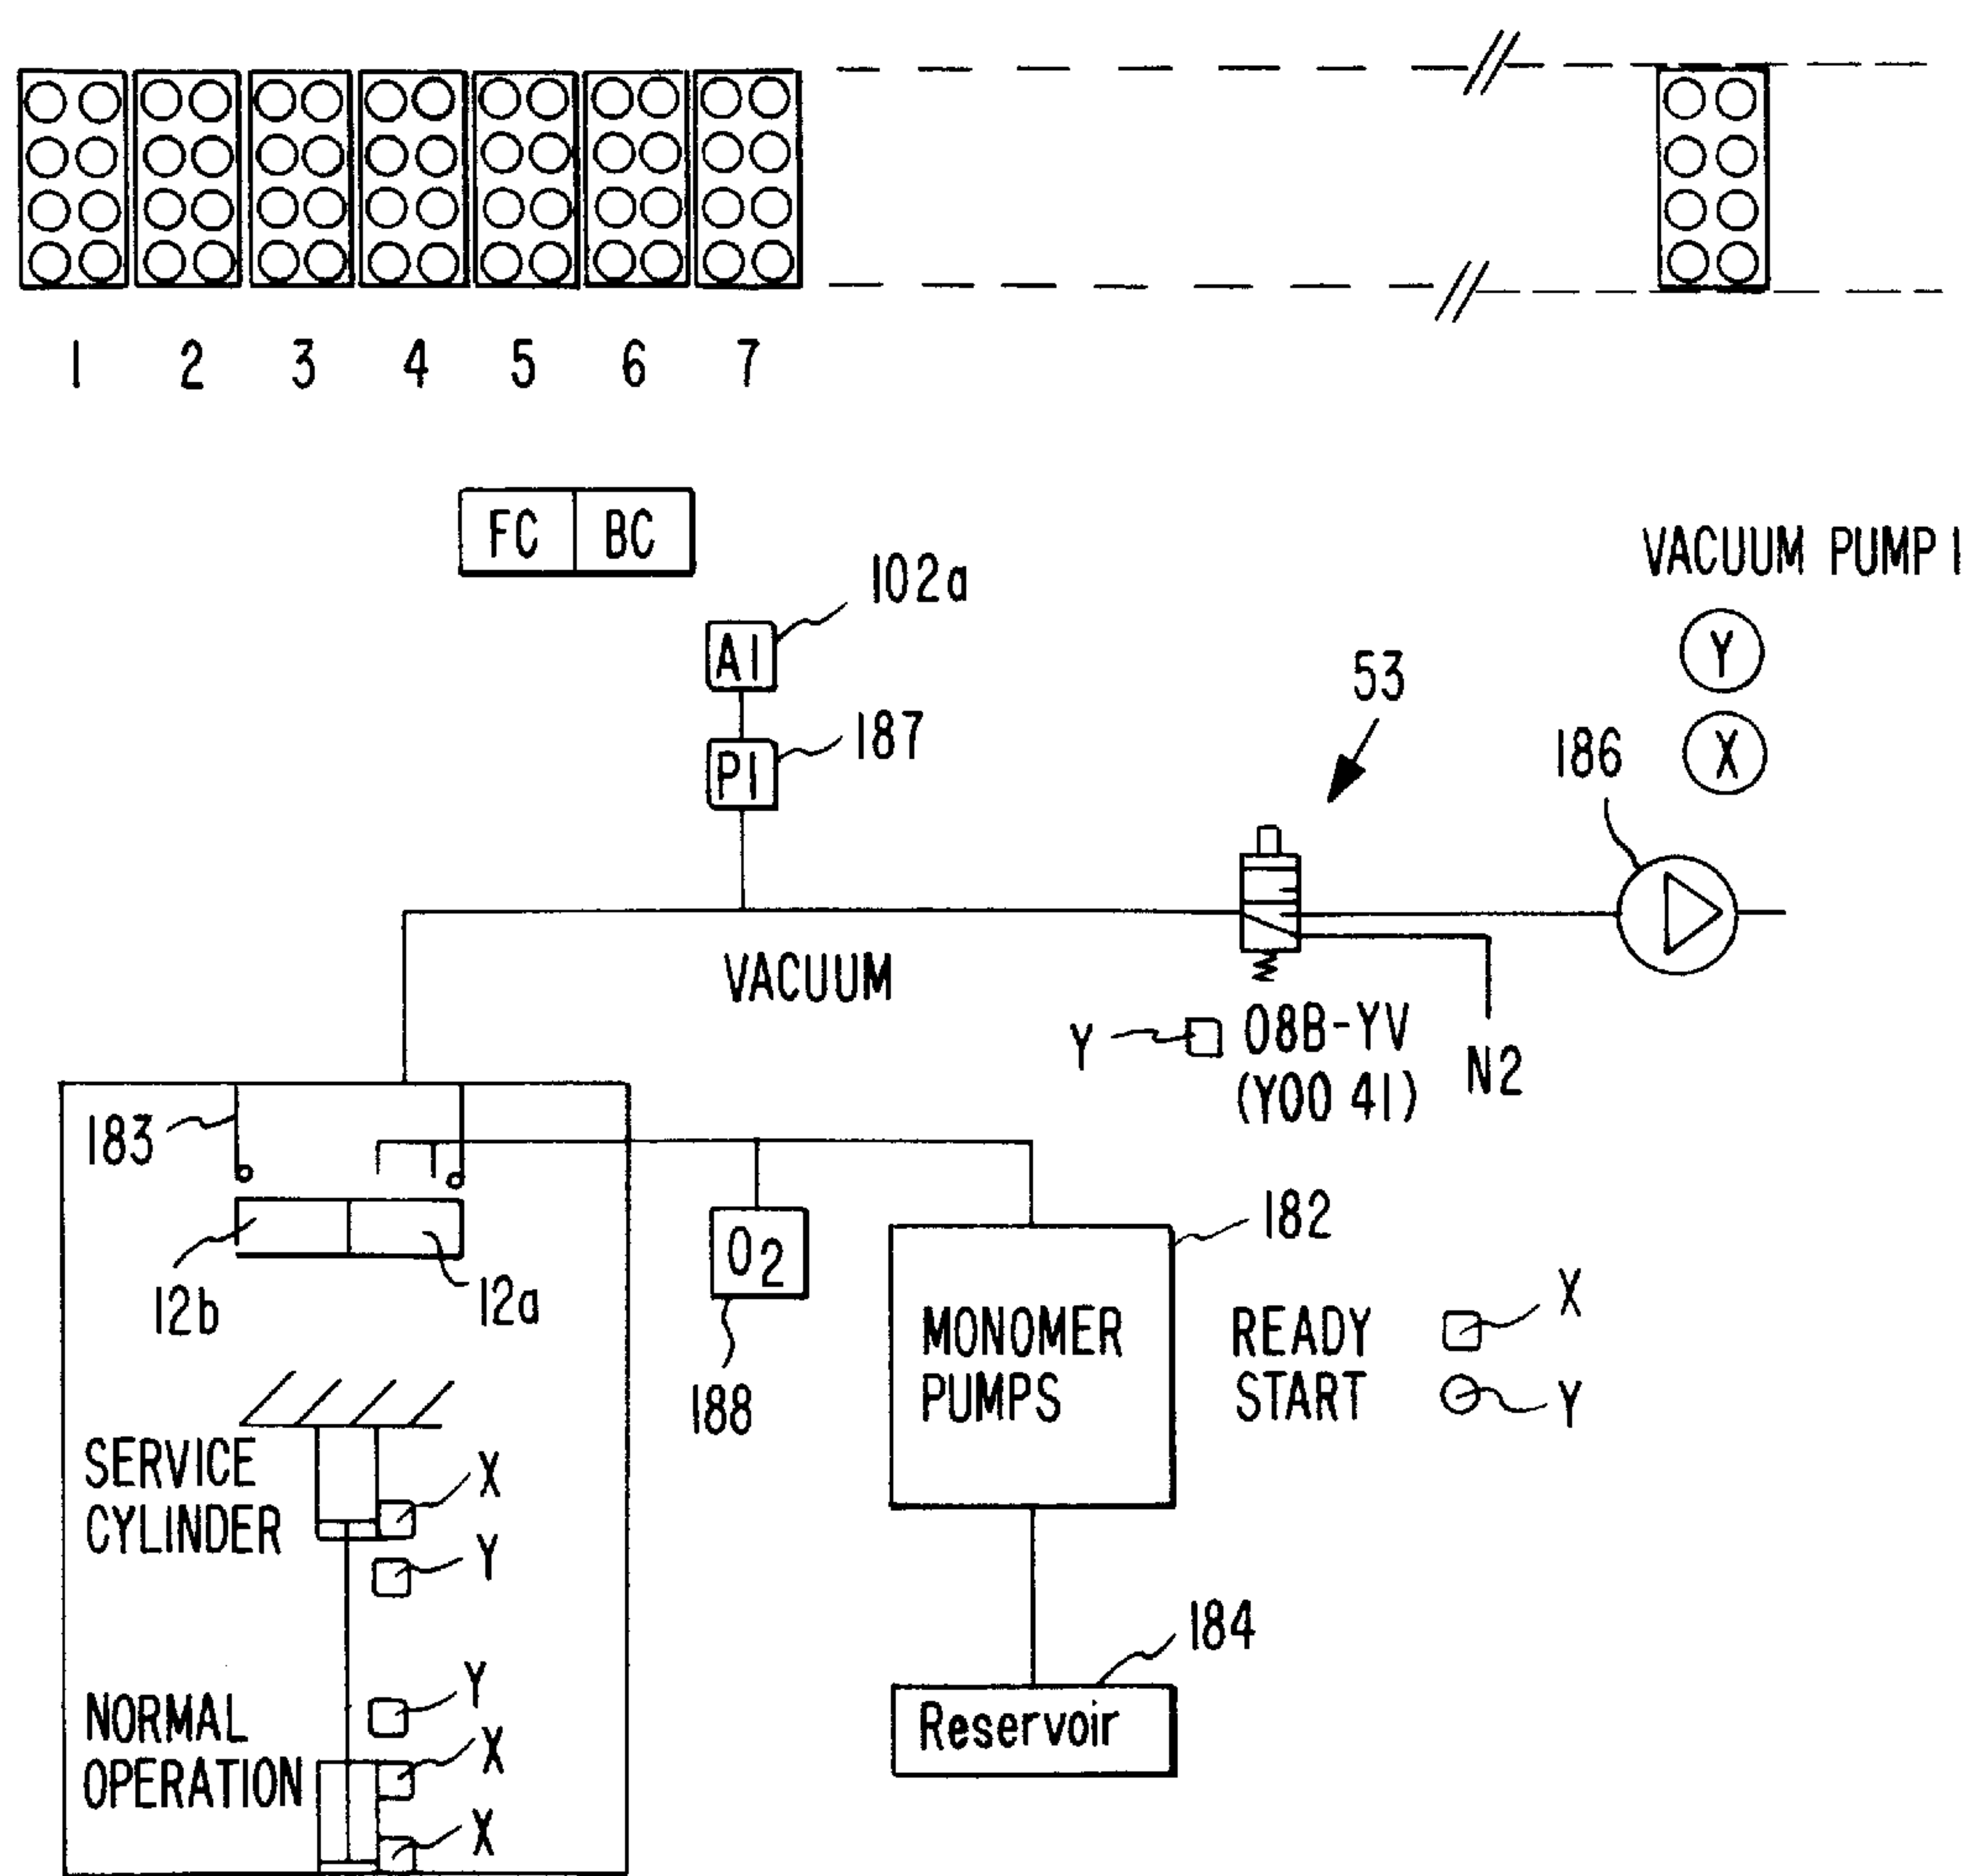 1 2 3 4 5 6 7
FC BC
102a
VACUUM PUMP 1
A1
Y
53
187
X
P1
186
VACUUM
Y
08B-YV
(Y00 41)
N2
183
182
O2
12b
12a
X
MONOMER
PUMPS
READY
START
188
Y
SERVICE
CYLINDER
X
Y
184
Y
Reservoir
NORMAL
OPERATION
X
X